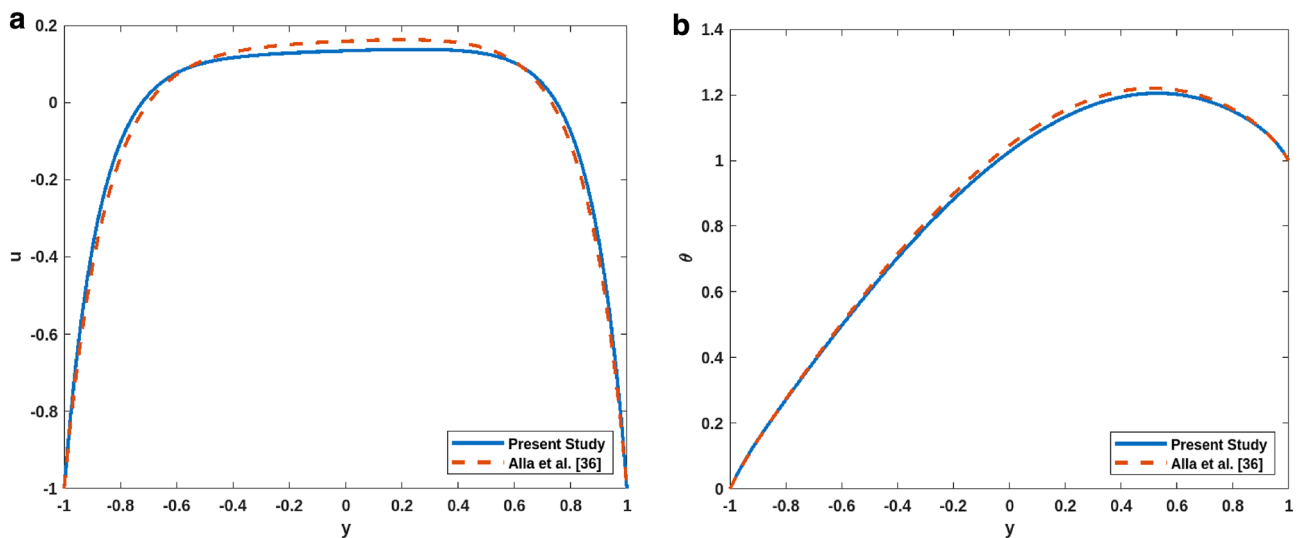 a
0.2
0
-0.2
-0.4
-0.6
-0.8
-1
u
-1 -0.8 -0.6 -0.4 -0.2 0 0.2 0.4 0.6 0.8 1
y
Present Study
Alla et al. [36]
b
1.4
1.2
1
0.8
0.6
0.4
0.2
0
θ
-1 -0.8 -0.6 -0.4 -0.2 0 0.2 0.4 0.6 0.8 1
y
Present Study
Alla et al. [36]